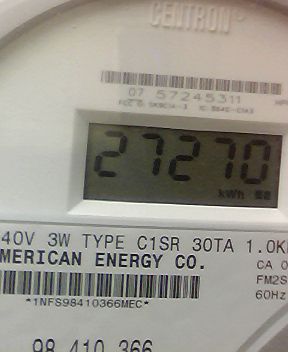 CENTRON
07 57245311
27270
kWh
40V 3W TYPE C1SR 30TA 1.0K
MERICAN ENERGY CO.
CA 0
FM2S
60Hz
*1NFS98410366MEC*
98 410 366